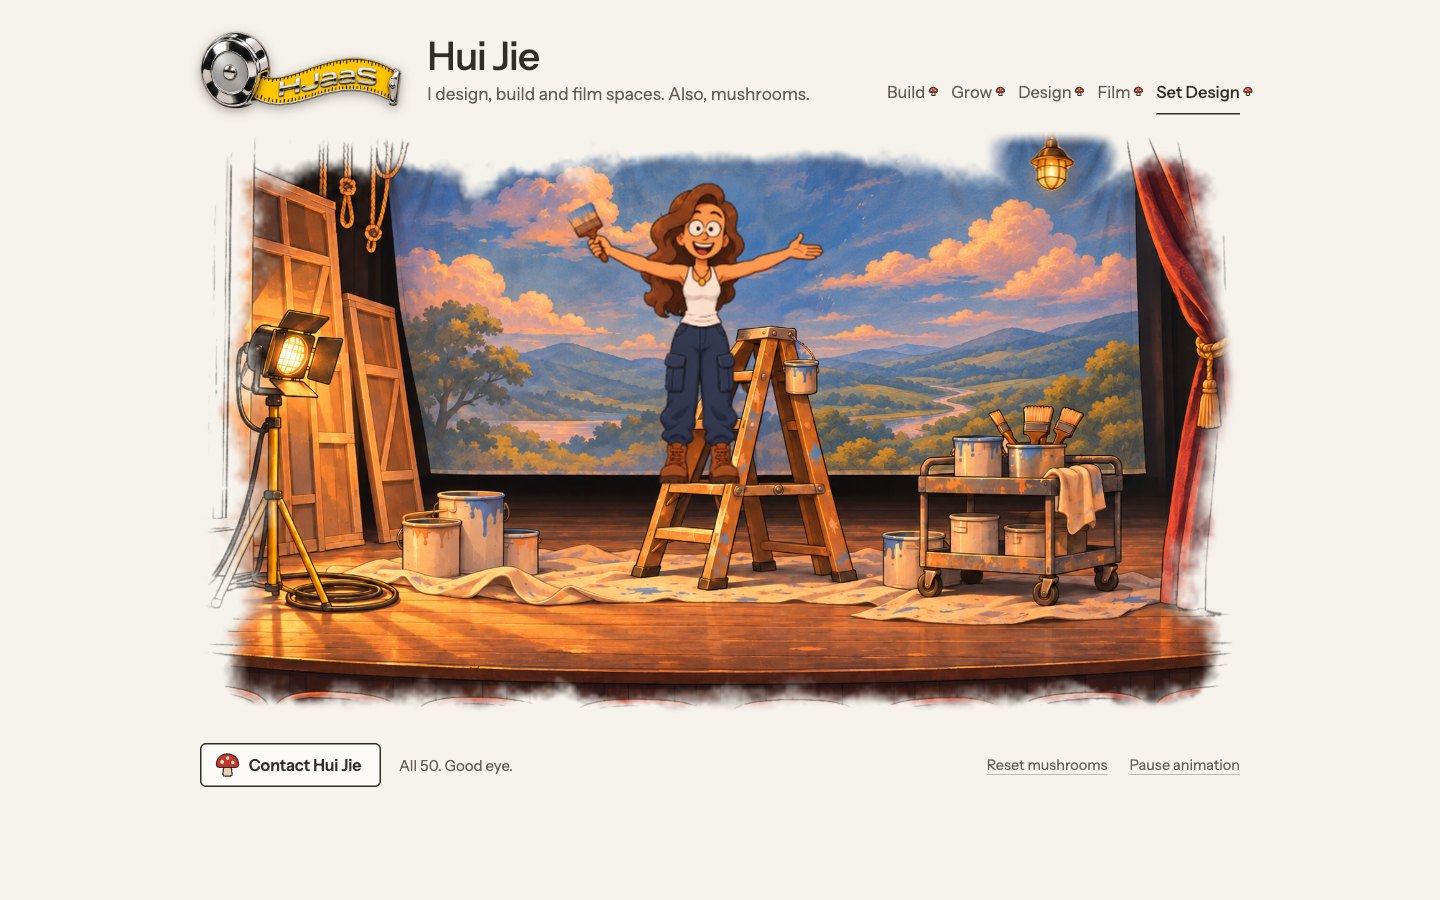 HJaaS
Hui Jie
I design, build and film spaces. Also, mushrooms.
Build Grow Design Film Set Design
Contact Hui Jie
All 50. Good eye.
Reset mushrooms Pause animation